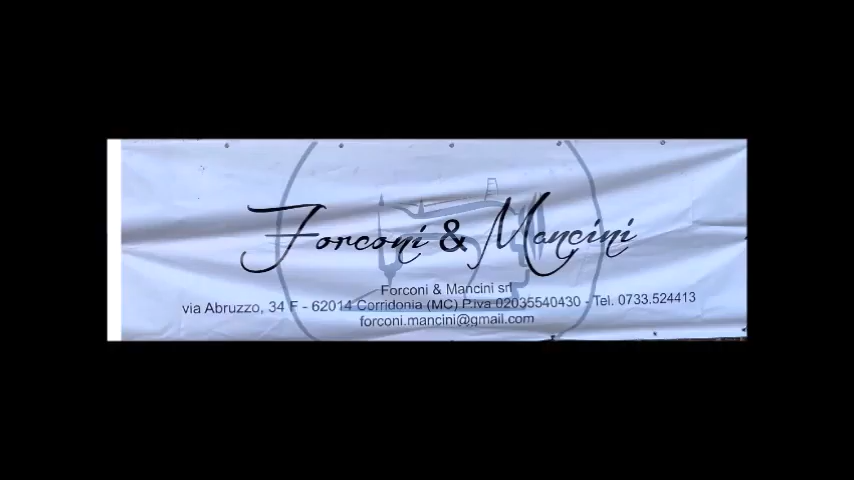 Forconi & Mancini
Forconi & Mancini srl
via Abruzzo, 34 F - 62014 Corridonia (MC) P.iva 02035540430 - Tel. 0733.524413
forconi.mancini@gmail.com